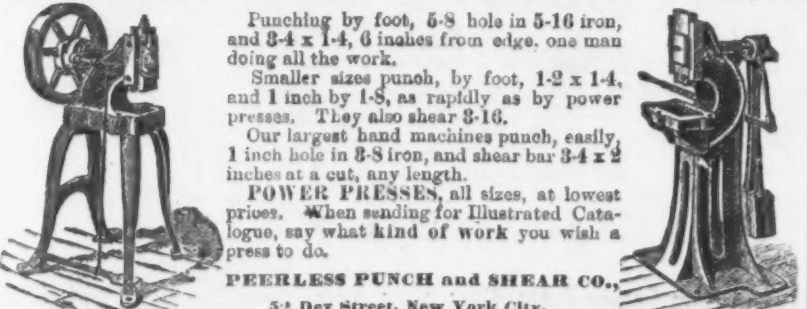 Punching by foot, 5-8 hole in 5-16 iron,
and 3-4 x 1-4, 6 inches from edge, one man
doing all the work.
Smaller sizes punch, by foot, 1-2 x 1-4,
and 1 inch by 1-8, as rapidly as by power
presses. They also shear 3-16.
Our largest hand machines punch, easily,
1 inch hole in 3-8 iron, and shear bar 3-4 x 2
inches at a cut, any length.
POWER PRESSES, all sizes, at lowest
prices. When sending for Illustrated Cata-
logue, say what kind of work you wish a
press to do.
PEERLESS PUNCH and SHEAR CO.,
Dey Street, New York City.